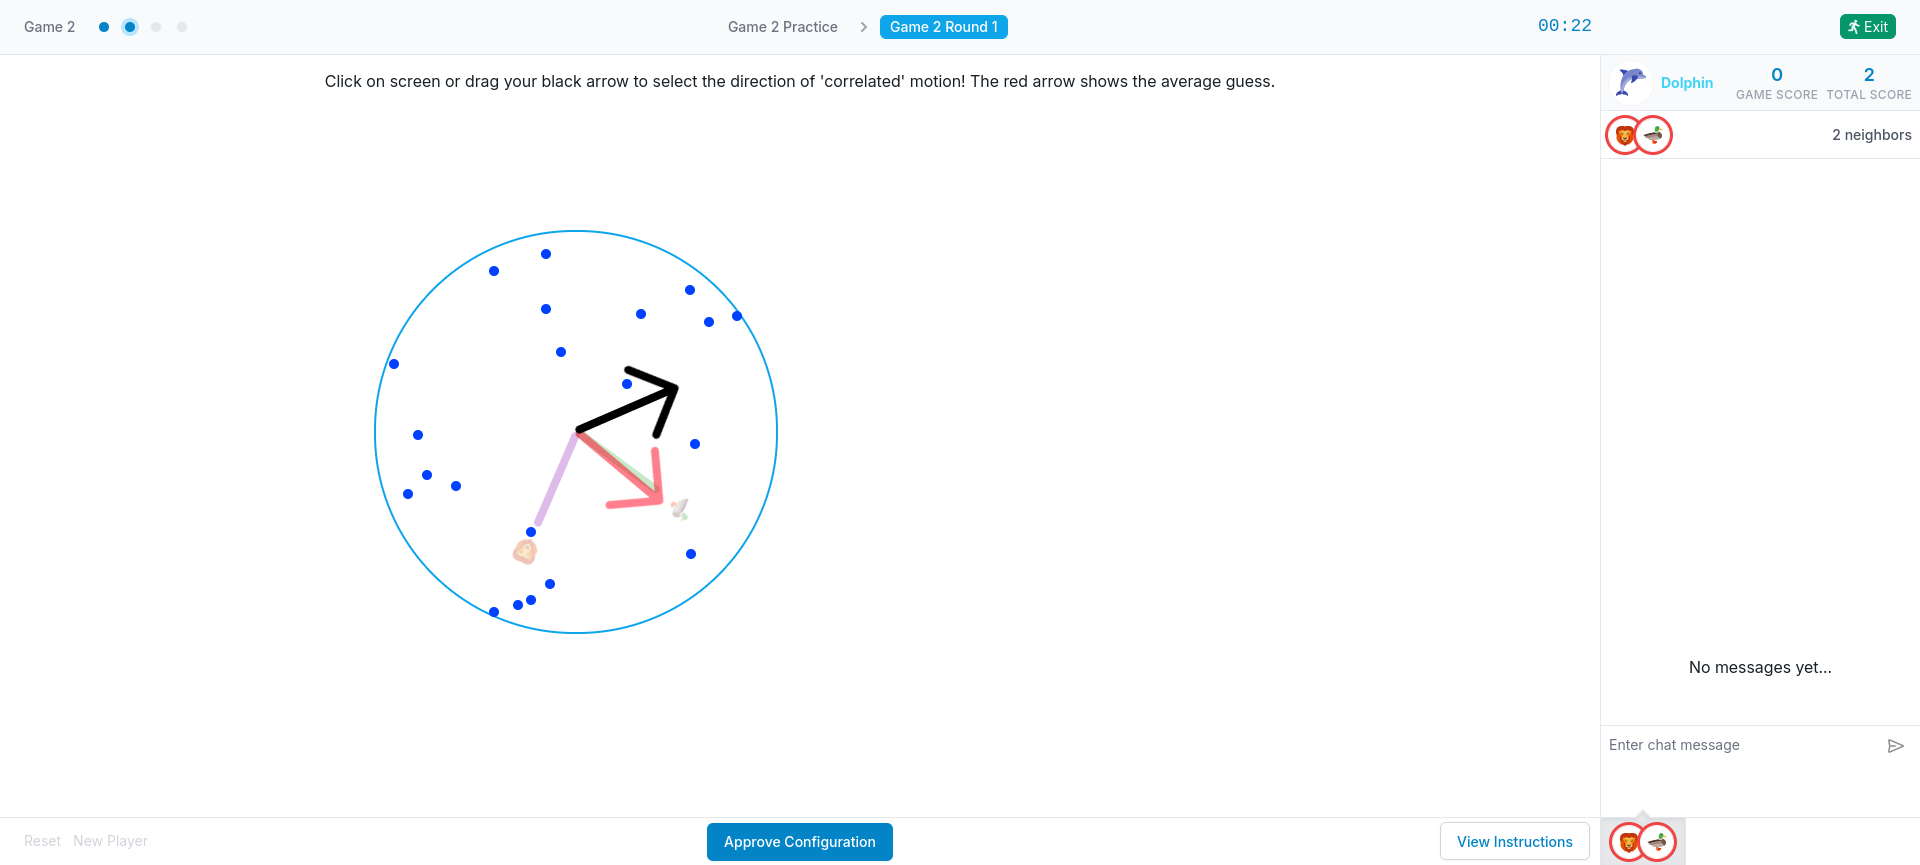 Game 2
Game 2 Practice
Game 2 Round 1
00:22
Exit
Click on screen or drag your black arrow to select the direction of 'correlated' motion! The red arrow shows the average guess.
Dolphin
0
GAME SCORE
2
TOTAL SCORE
2 neighbors
No messages yet...
Enter chat message
Reset
New Player
Approve Configuration
View Instructions